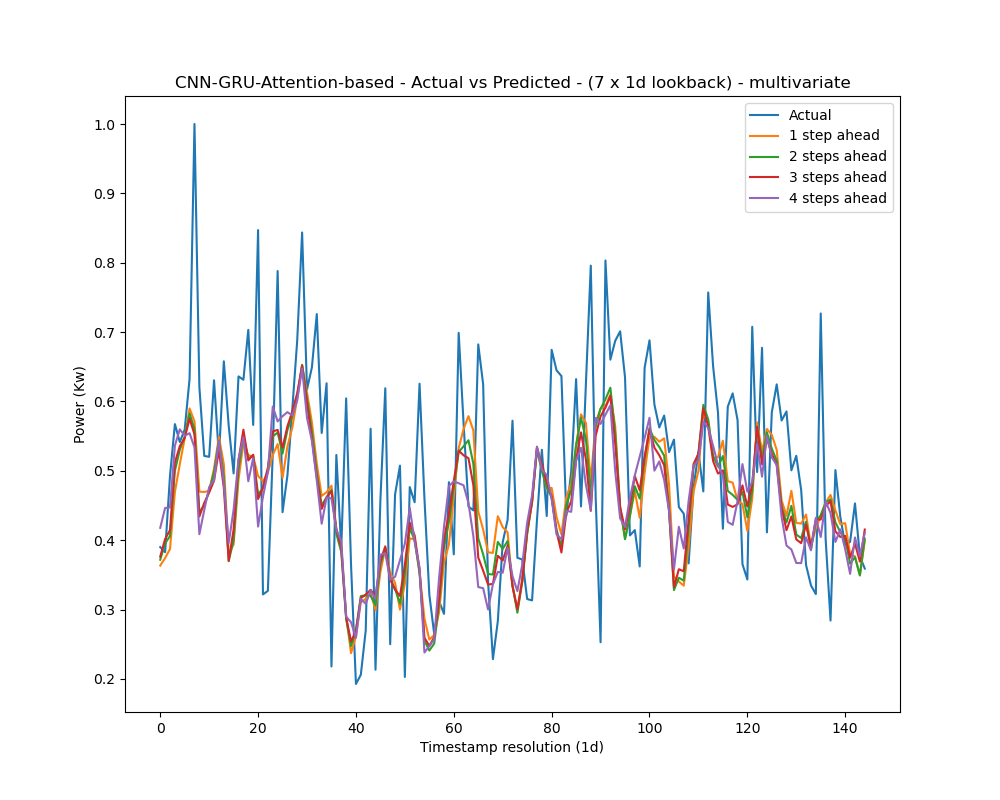 CNN-GRU-Attention-based - Actual vs Predicted - (7 x 1d lookback) - multivariate
Actual
1 step ahead
2 steps ahead
3 steps ahead
4 steps ahead
1.0
0.9
0.8
0.7
0.6
0.5
0.4
0.3
0.2
Power (Kw)
0 20 40 60 80 100 120 140
Timestamp resolution (1d)